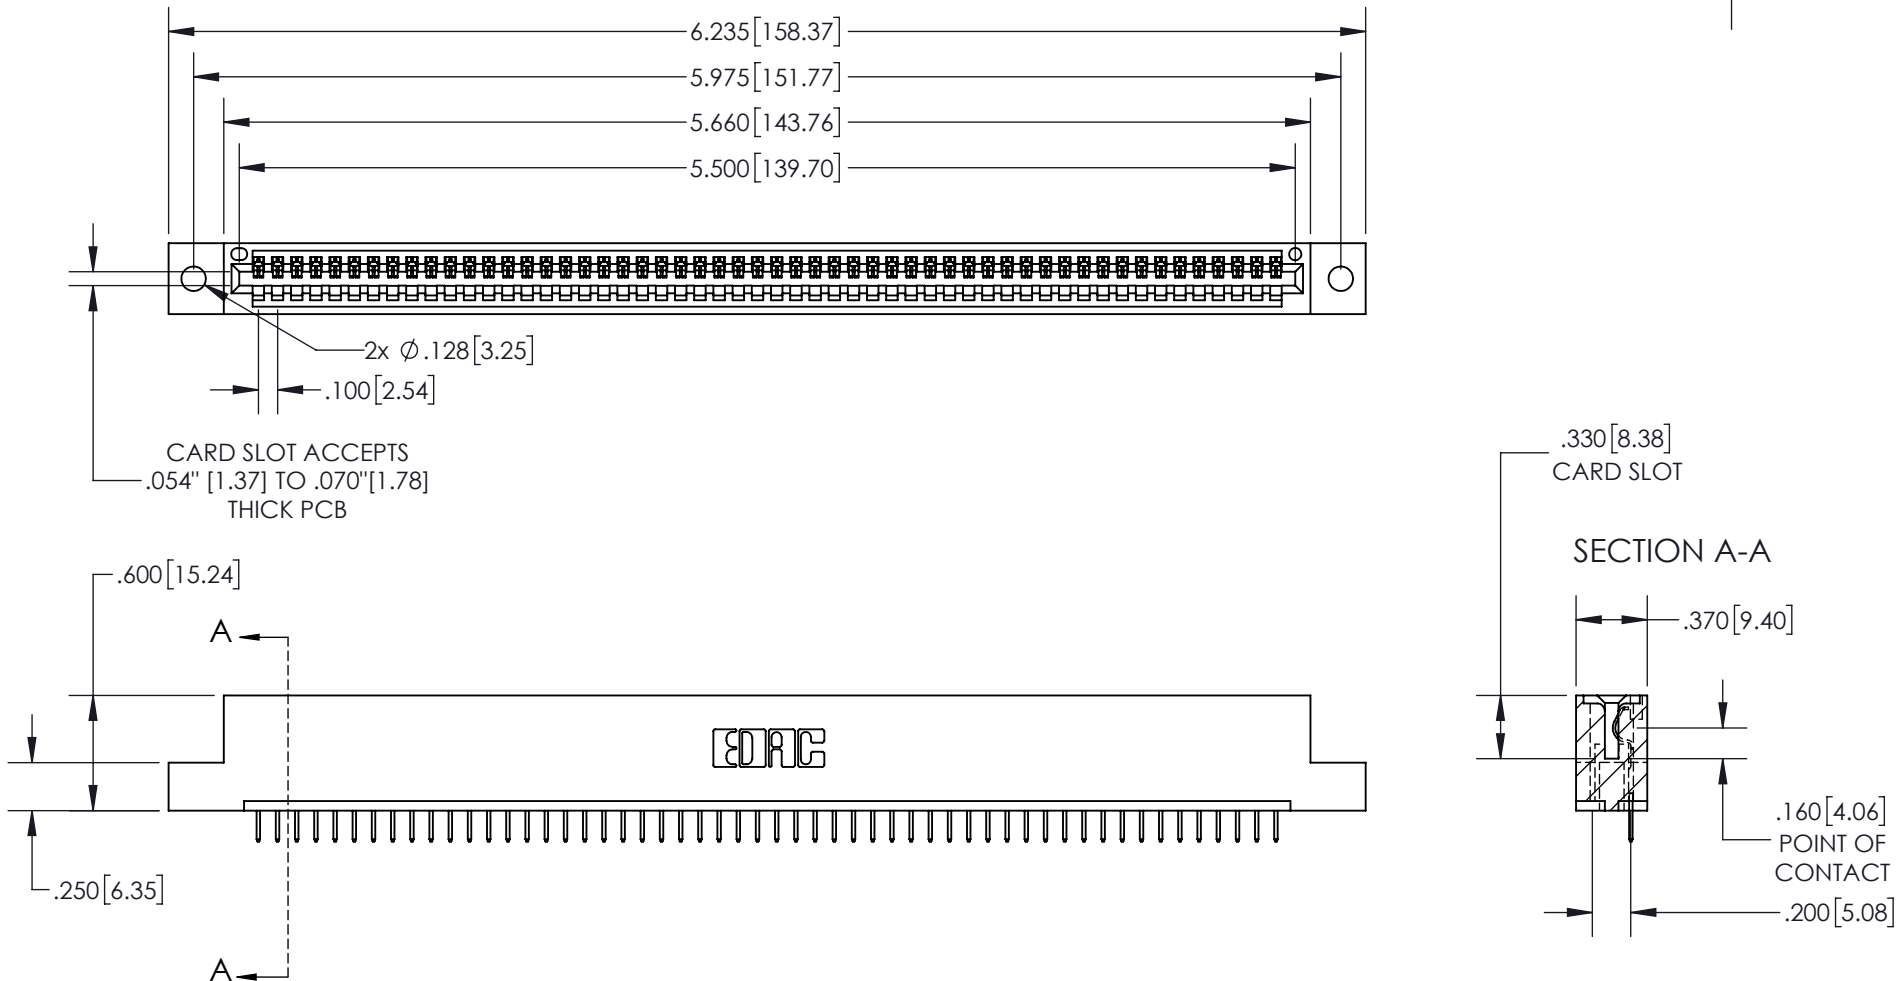 6.235[158.37]
5.975[151.77]
5.660[143.76]
5.500[139.70]
2x ⌀.128[3.25]
.100[2.54]
CARD SLOT ACCEPTS
.054" [1.37] TO .070"[1.78]
THICK PCB
.330[8.38]
CARD SLOT
SECTION A-A
.600[15.24]
.370[9.40]
A
EDAC
.160[4.06]
POINT OF
CONTACT
.250[6.35]
.200[5.08]
A